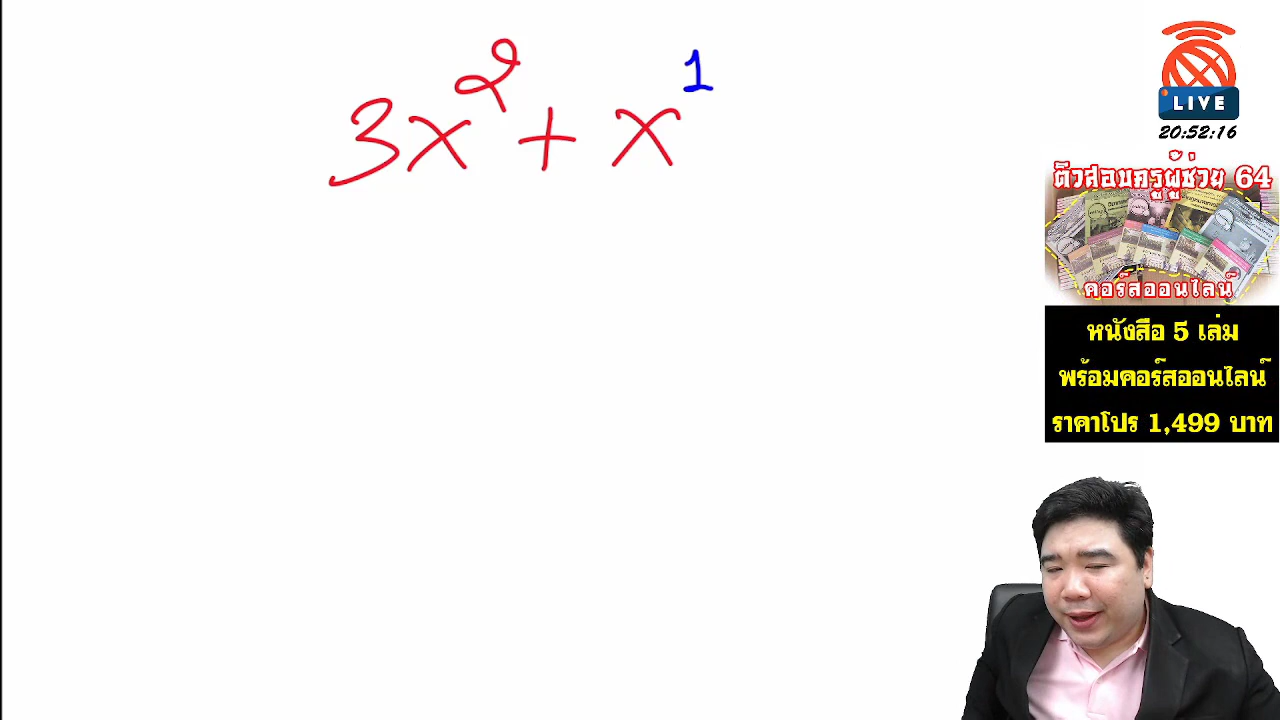 3x² + x¹
LIVE
20:52:16
ติวสอบครูผู้ช่วย 64
คอร์สออนไลน์
หนังสือ 5 เล่ม
พร้อมคอร์สออนไลน์
ราคาโปร 1,499 บาท